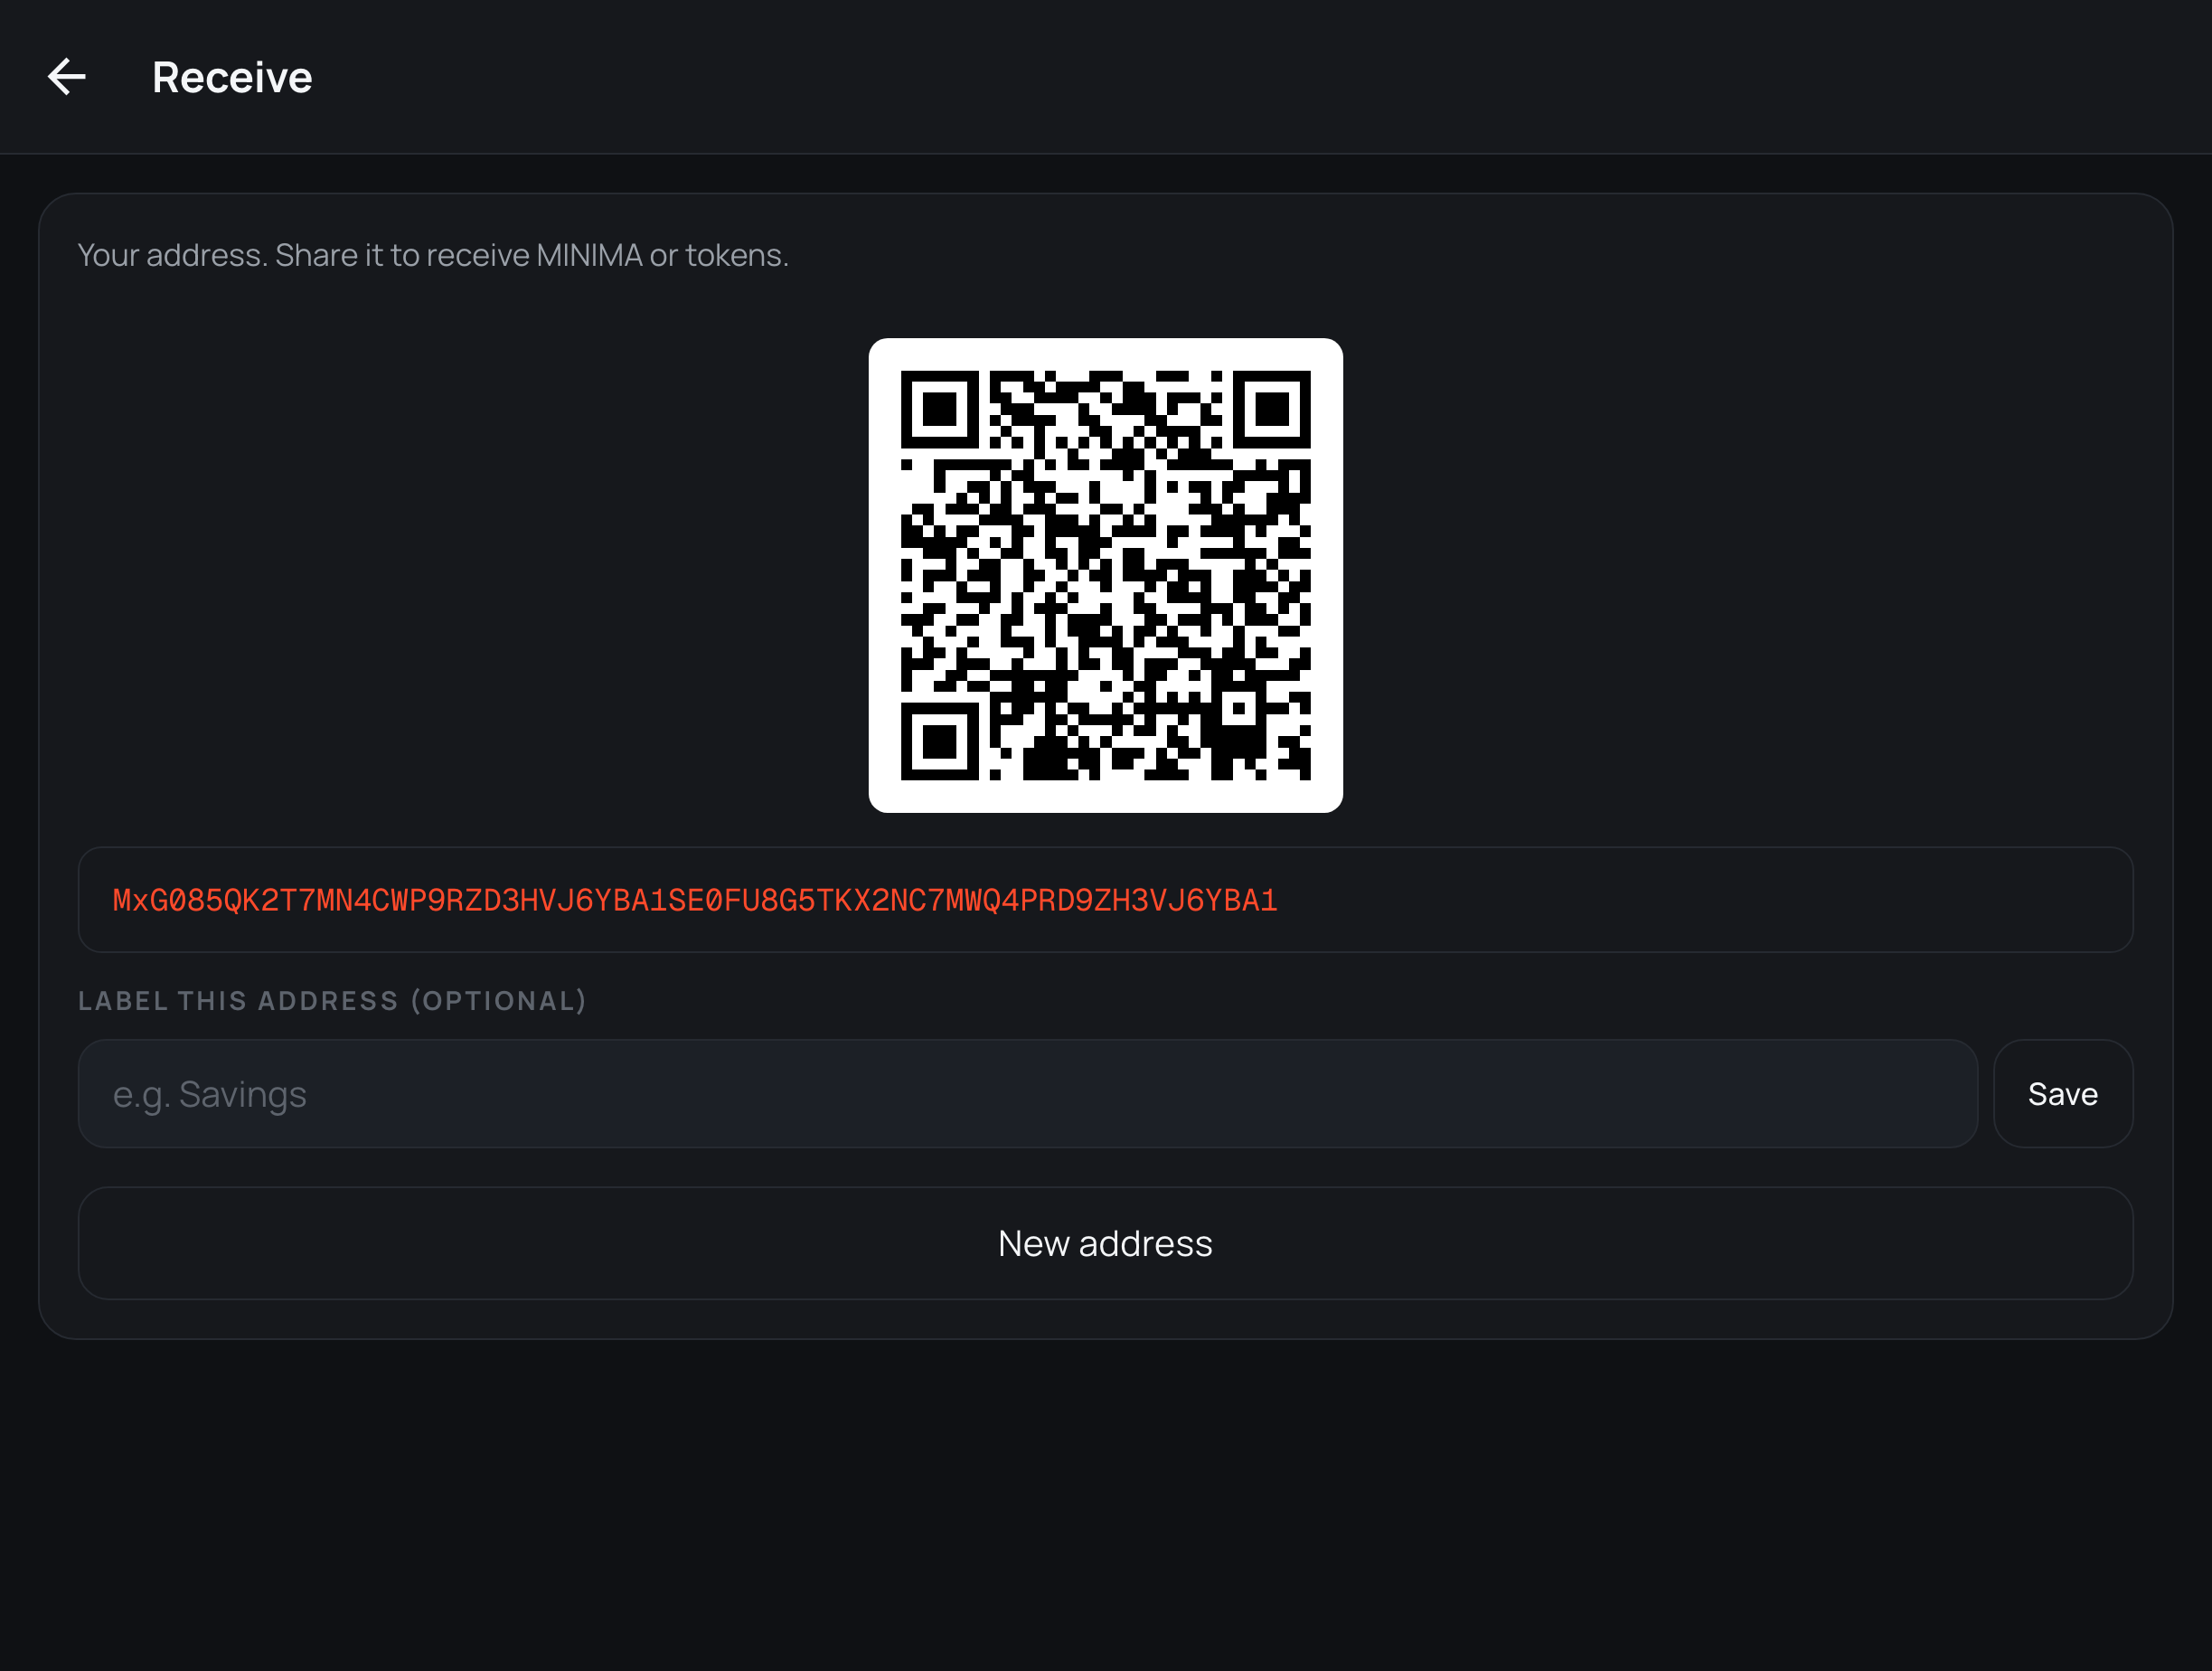 Receive
Your address. Share it to receive MINIMA or tokens.
MxG085QK2T7MN4CWP9RZD3HVJ6YBA1SE0FU8G5TKX2NC7MWQ4PRD9ZH3VJ6YBA1
LABEL THIS ADDRESS (OPTIONAL)
e.g. Savings
Save
New address